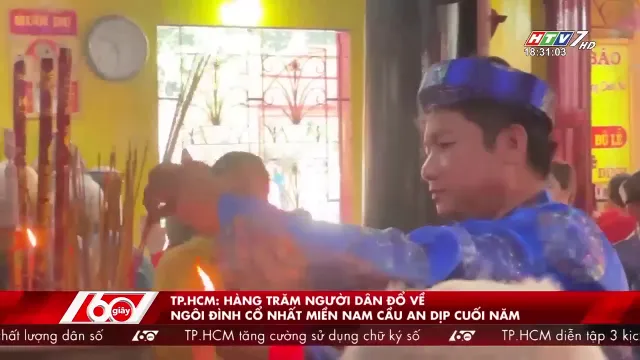 HTV7 HD
18:31:03
BẢO
60 giây
TP.HCM: HÀNG TRĂM NGƯỜI DÂN ĐỔ VỀ
NGÔI ĐÌNH CỔ NHẤT MIỀN NAM CẦU AN DỊP CUỐI NĂM
hất lượng dân số TP.HCM tăng cường sử dụng chữ ký số TP.HCM diễn tập 3 kịc